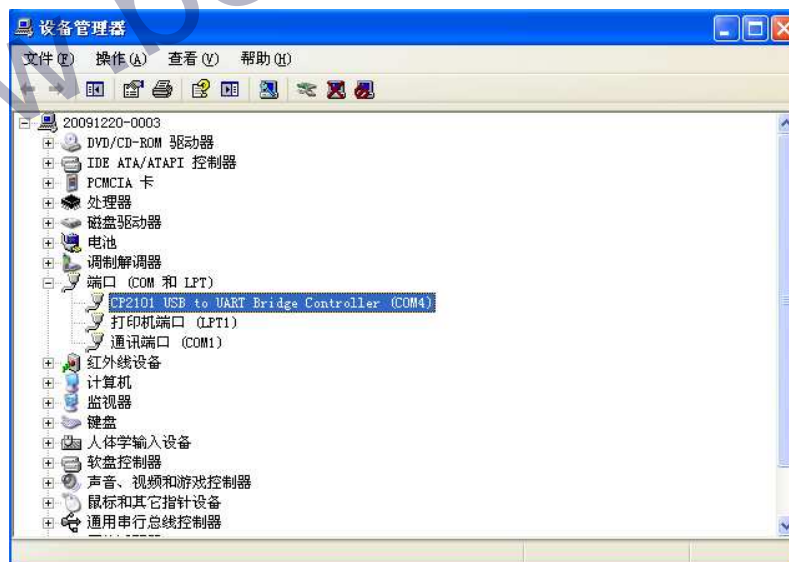 设备管理器
文件(F) 操作(A) 查看(V) 帮助(H)
20091220-0003
DVD/CD-ROM 驱动器
IDE ATA/ATAPI 控制器
PCMCIA 卡
处理器
磁盘驱动器
电池
调制解调器
端口 (COM 和 LPT)
CP2101 USB to UART Bridge Controller (COM4)
打印机端口 (LPT1)
通讯端口 (COM1)
红外线设备
计算机
监视器
键盘
人体学输入设备
软盘控制器
声音、视频和游戏控制器
鼠标和其它指针设备
通用串行总线控制器